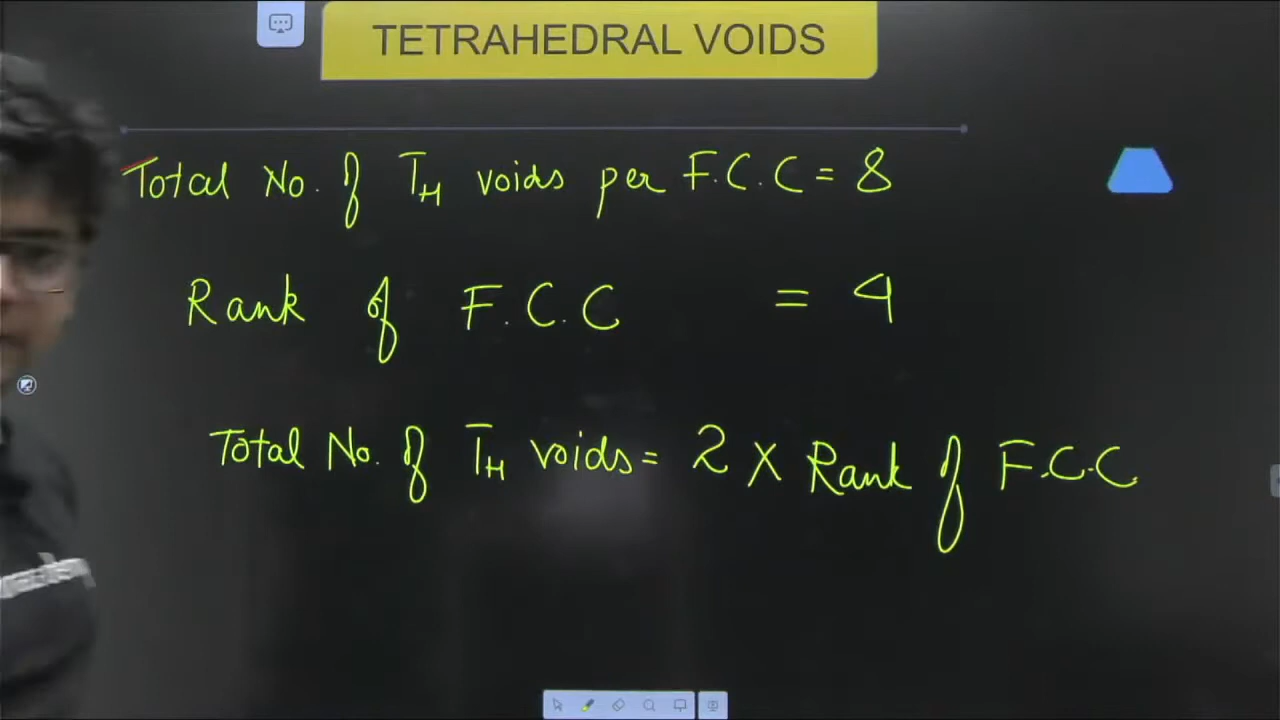 TETRAHEDRAL VOIDS
Total No. of TH voids per F.C.C = 8
Rank of F.C.C = 4
Total No. of TH voids = 2 X Rank of F.C.C